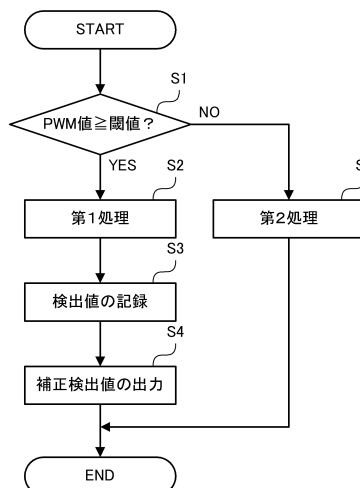 START
S1
PWM値≧閾値？
NO
YES
S2
S
第１処理
第２処理
S3
検出値の記録
S4
補正検出値の出力
END